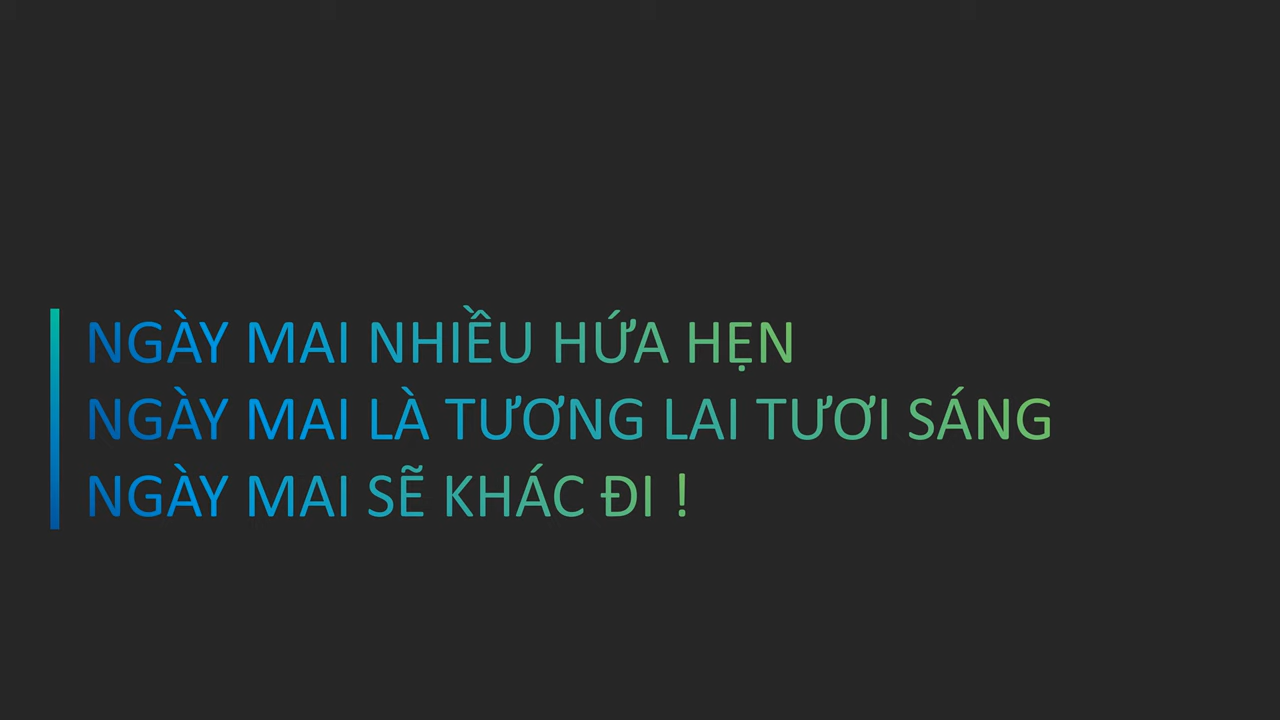 NGÀY MAI NHIỀU HỨA HẸN
NGÀY MAI LÀ TƯƠNG LAI TƯƠI SÁNG
NGÀY MAI SẼ KHÁC ĐI !